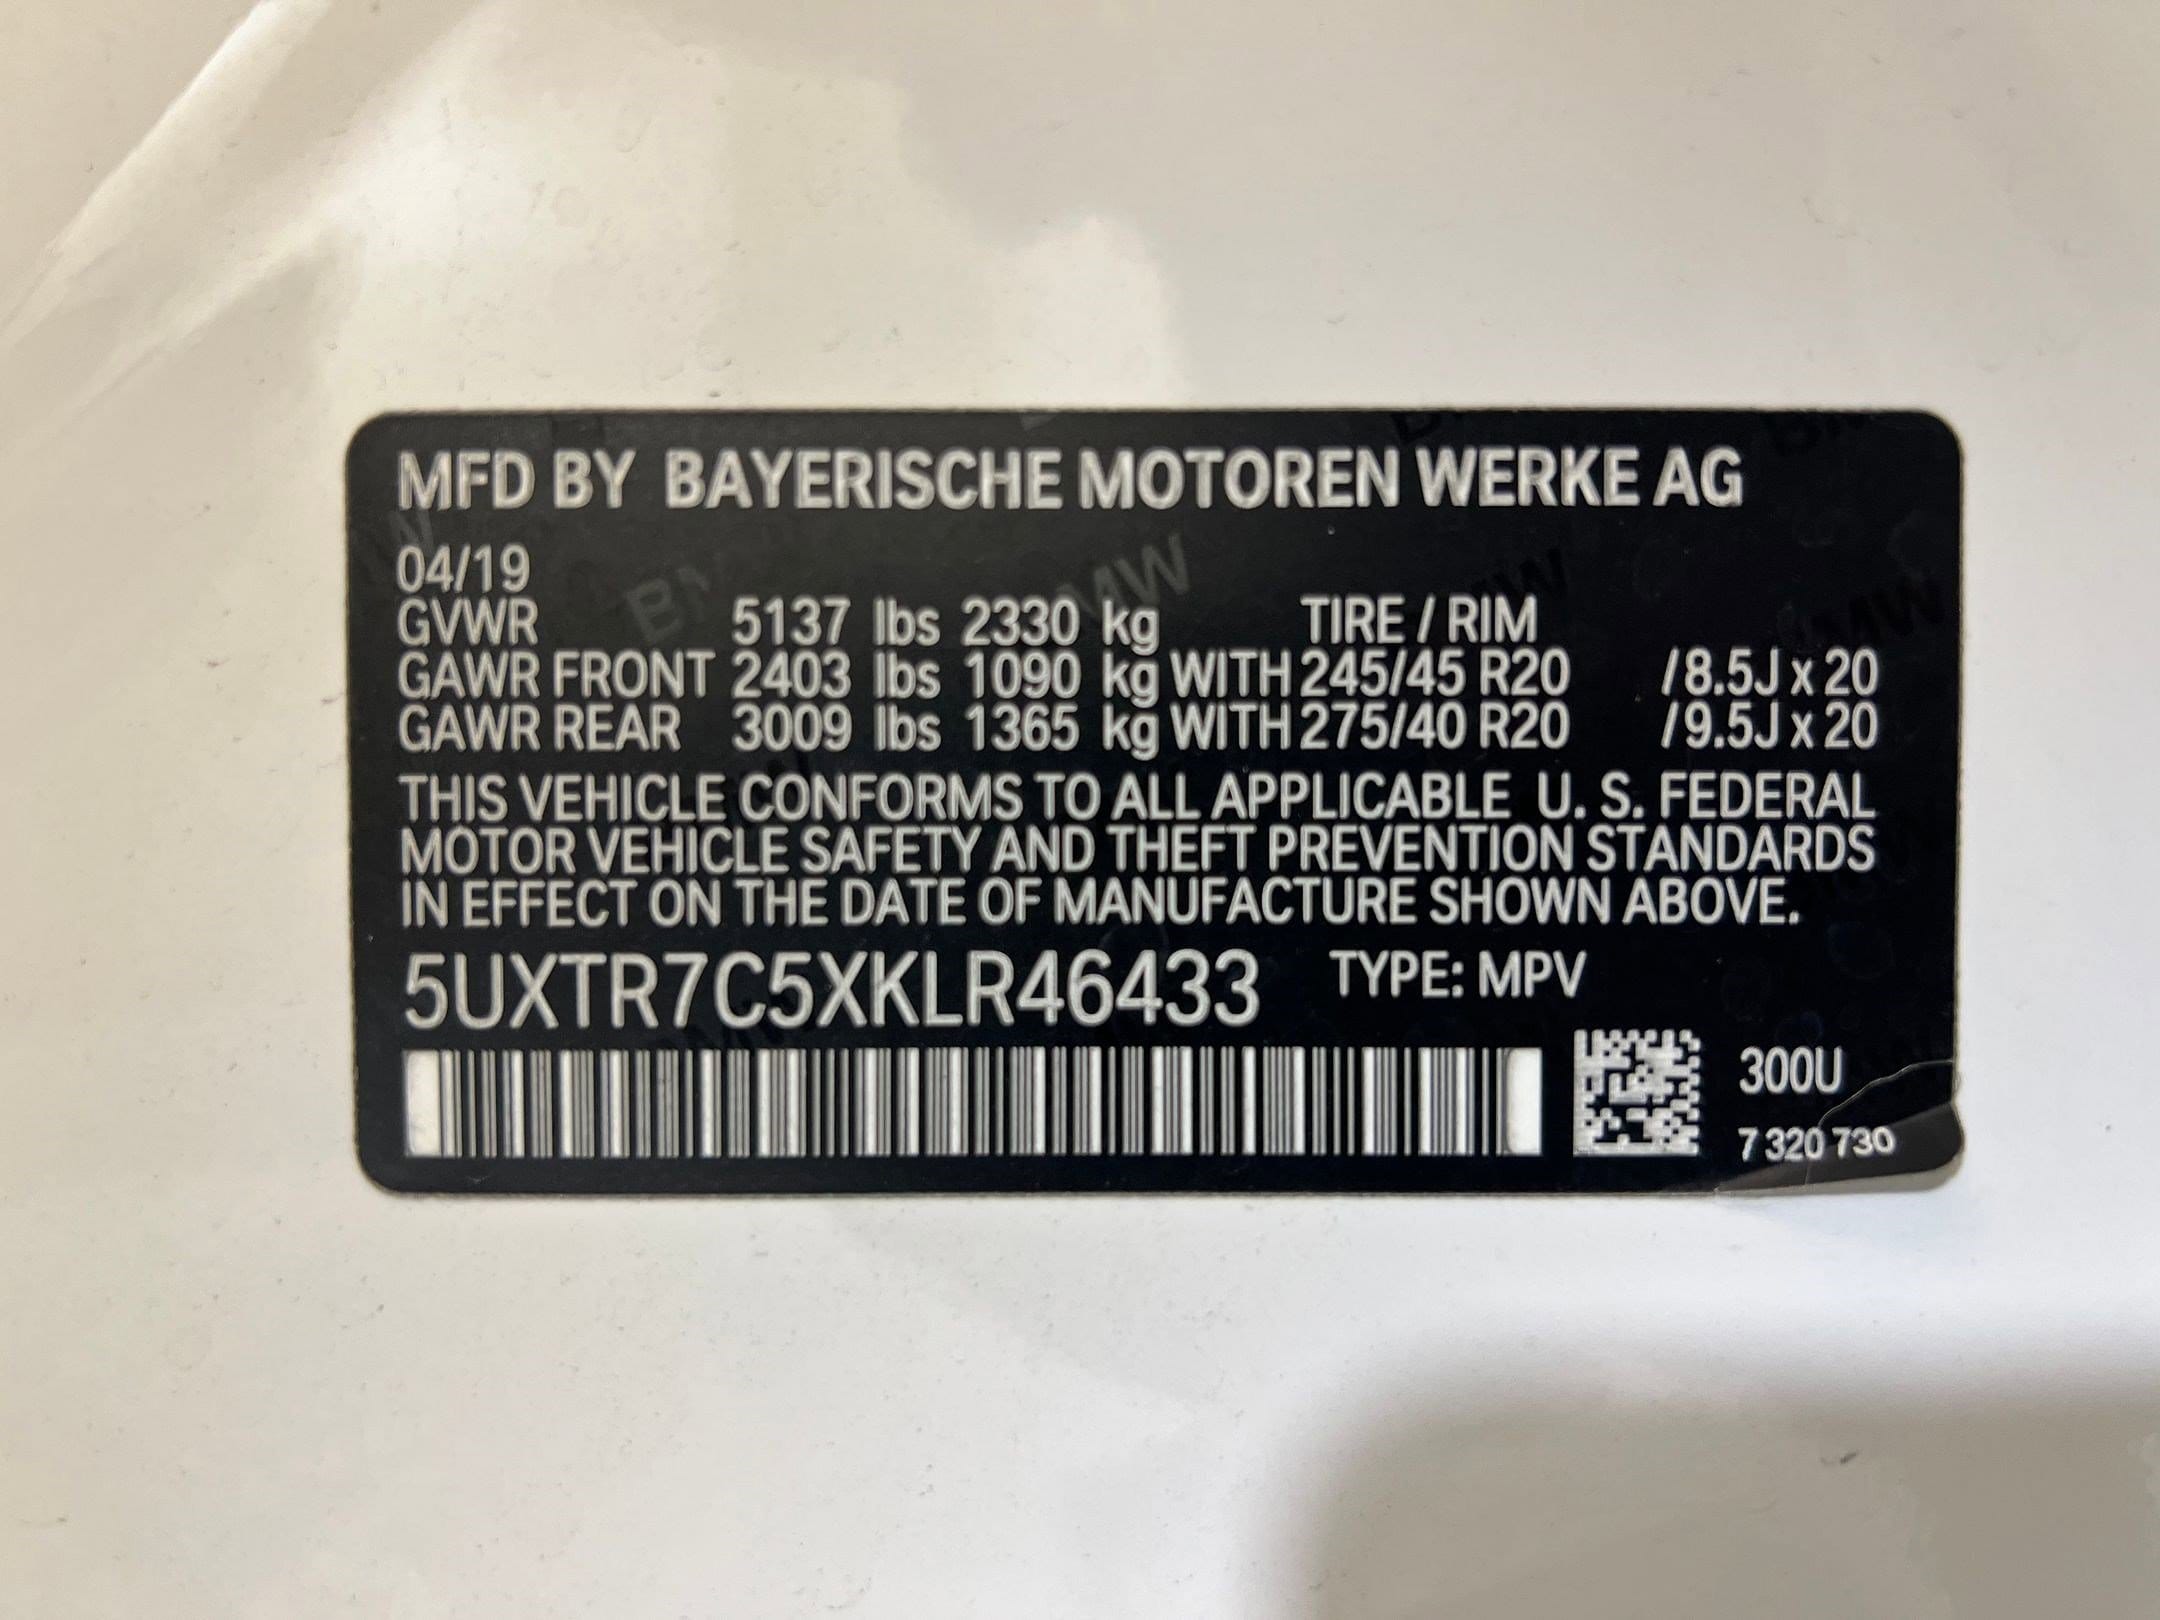 MFD BY BAYERISCHE MOTOREN WERKE AG
04/19
GVWR 5137 lbs 2330 kg TIRE / RIM
GAWR FRONT 2403 lbs 1090 kg WITH 245/45 R20 / 8.5J x 20
GAWR REAR 3009 lbs 1365 kg WITH 275/40 R20 / 9.5J x 20
THIS VEHICLE CONFORMS TO ALL APPLICABLE U. S. FEDERAL
MOTOR VEHICLE SAFETY AND THEFT PREVENTION STANDARDS
IN EFFECT ON THE DATE OF MANUFACTURE SHOWN ABOVE.
5UXTR7C5XKLR46433 TYPE: MPV
300U
7 320 730